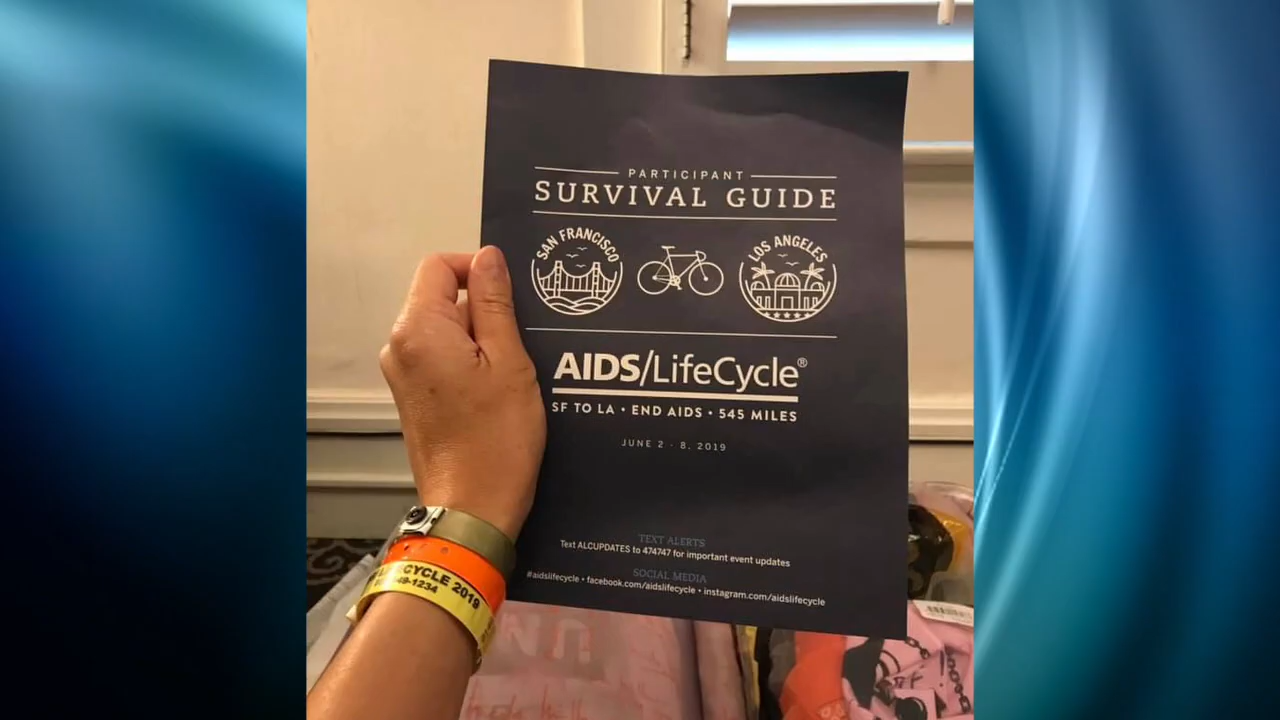 PARTICIPANT
SURVIVAL GUIDE
SAN FRANCISCO
LOS ANGELES
AIDS/LifeCycle®
SF TO LA • END AIDS • 545 MILES
JUNE 2 - 8, 2019
TEXT ALERTS
Text ALCUPDATES to 474747 for important event updates
SOCIAL MEDIA
#aidslifecycle • facebook.com/aidslifecycle • instagram.com/aidslifecycle
LIFECYCLE 2019